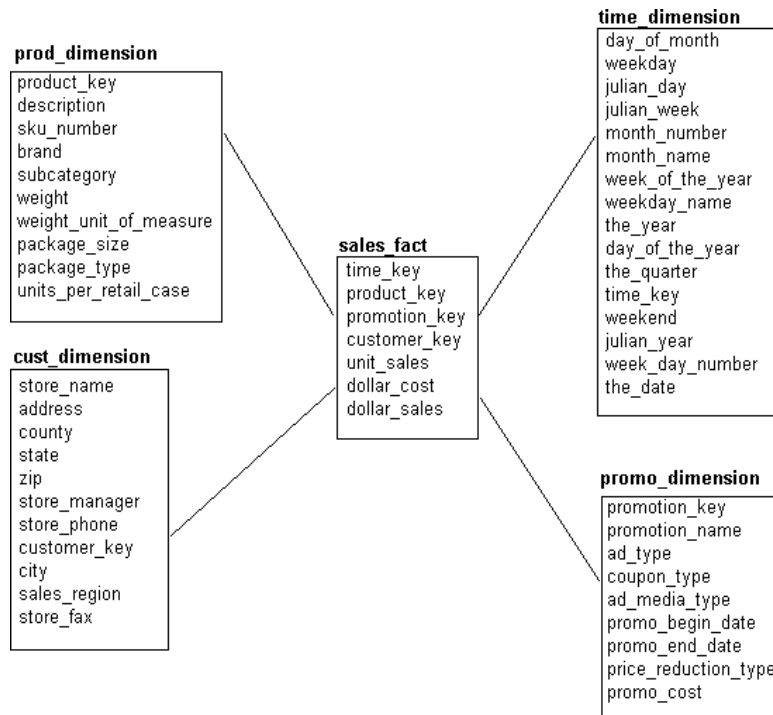 prod_dimension
product_key
description
sku_number
brand
subcategory
weight
weight_unit_of_measure
package_size
package_type
units_per_retail_case
cust_dimension
store_name
address
county
state
zip
store_manager
store_phone
customer_key
city
sales_region
store_fax
sales_fact
time_key
product_key
promotion_key
customer_key
unit_sales
dollar_cost
dollar_sales
time_dimension
day_of_month
weekday
julian_day
julian_week
month_number
month_name
week_of_the_year
weekday_name
the_year
day_of_the_year
the_quarter
time_key
weekend
julian_year
week_day_number
the_date
promo_dimension
promotion_key
promotion_name
ad_type
coupon_type
ad_media_type
promo_begin_date
promo_end_date
price_reduction_type
promo_cost